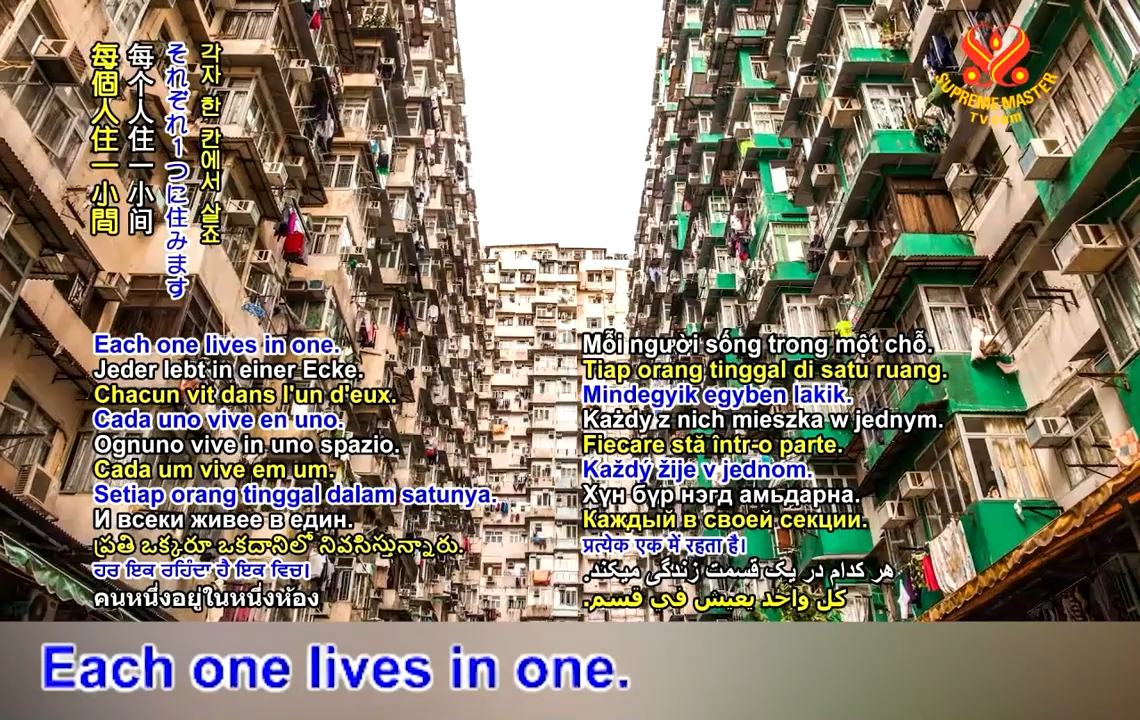 每個人住一小間
每个人住一小间
それぞれ1つに住みます
각자 한 칸에서 살죠
SUPREME MASTER
TV.com
Each one lives in one.
Jeder lebt in einer Ecke.
Chacun vit dans l'un d'eux.
Cada uno vive en uno.
Ognuno vive in uno spazio.
Cada um vive em um.
Setiap orang tinggal dalam satunya.
И всеки живее в един.
ప్రతి ఒక్కరూ ఒకదానిలో నివసిస్తున్నారు.
ਹਰ ਇਕ ਰਹਿੰਦਾ ਹੈ ਇਕ ਵਿਚ।
คนหนึ่งอยู่ในหนึ่งห้อง
Mỗi người sống trong một chỗ.
Tiap orang tinggal di satu ruang.
Mindegyik egyben lakik.
Każdy z nich mieszka w jednym.
Fiecare stă într-o parte.
Každý žije v jednom.
Хүн бүр нэгд амьдарна.
Каждый в своей секции.
प्रत्येक एक में रहता है।
هر کدام در یک قسمت زندگی میکند.
كل واحد يعيش في قسم.
Each one lives in one.